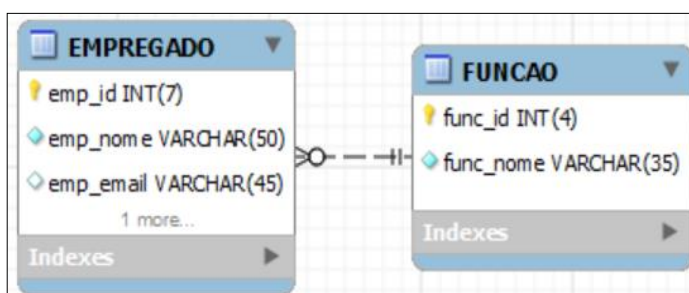 EMPREGADO
emp_id INT(7)
emp_nome VARCHAR(50)
emp_email VARCHAR(45)
1 more...
Indexes
FUNCAO
func_id INT(4)
func_nome VARCHAR(35)
Indexes